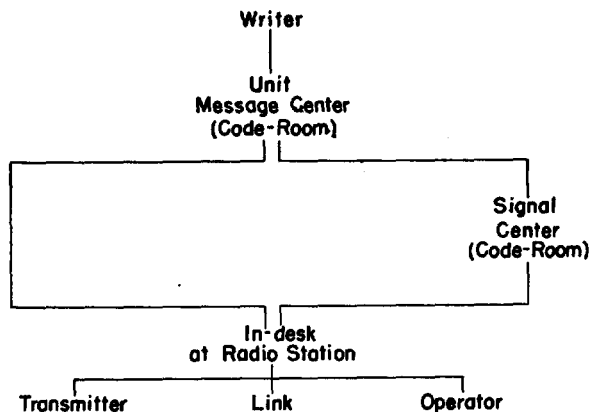 Writer
Unit
Message Center
(Code-Room)
Signal
Center
(Code-Room)
In-desk
at Radio Station
Transmitter
Link
Operator